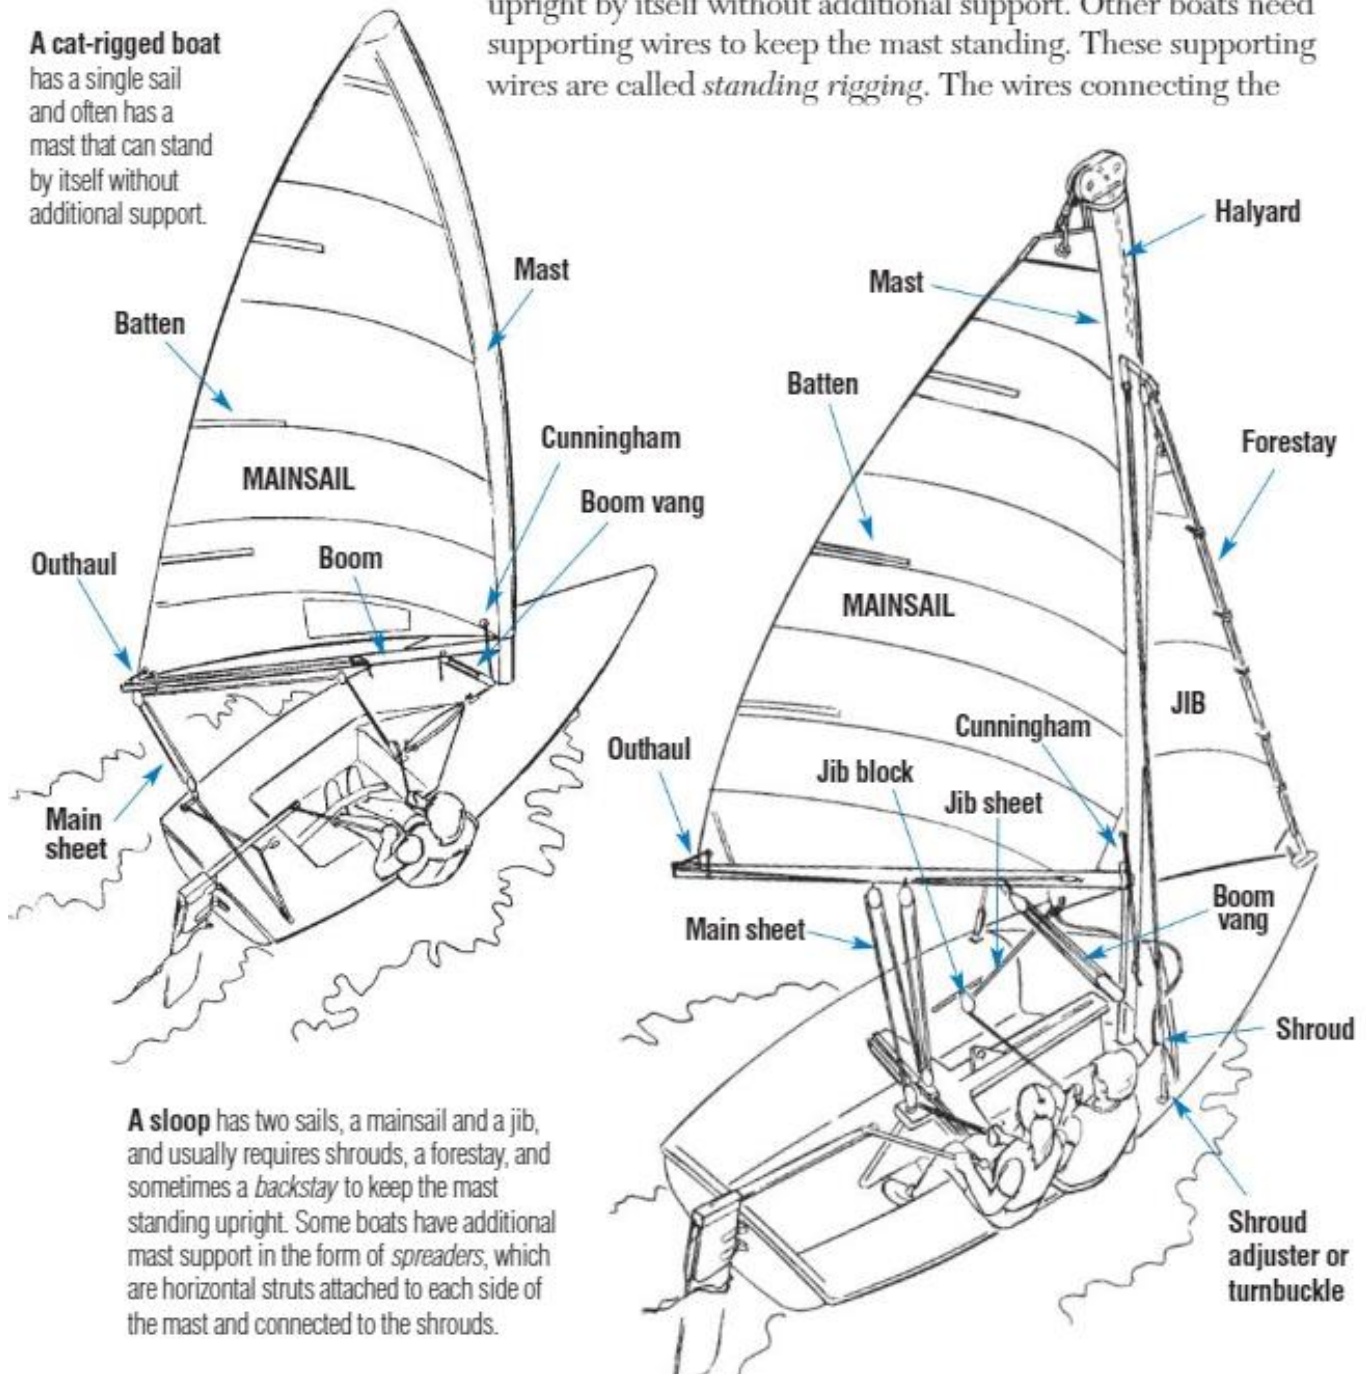 upright by itself without additional support. Other boats need
supporting wires to keep the mast standing. These supporting
wires are called standing rigging. The wires connecting the
A cat-rigged boat
has a single sail
and often has a
mast that can stand
by itself without
additional support.
Mast
Batten
Cunningham
MAINSAIL
Boom vang
Outhaul
Boom
Main
sheet
Halyard
Mast
Batten
Forestay
MAINSAIL
JIB
Cunningham
Outhaul
Jib block
Jib sheet
Boom
vang
Main sheet
Shroud
Shroud
adjuster or
turnbuckle
A sloop has two sails, a mainsail and a jib,
and usually requires shrouds, a forestay, and
sometimes a backstay to keep the mast
standing upright. Some boats have additional
mast support in the form of spreaders, which
are horizontal struts attached to each side of
the mast and connected to the shrouds.